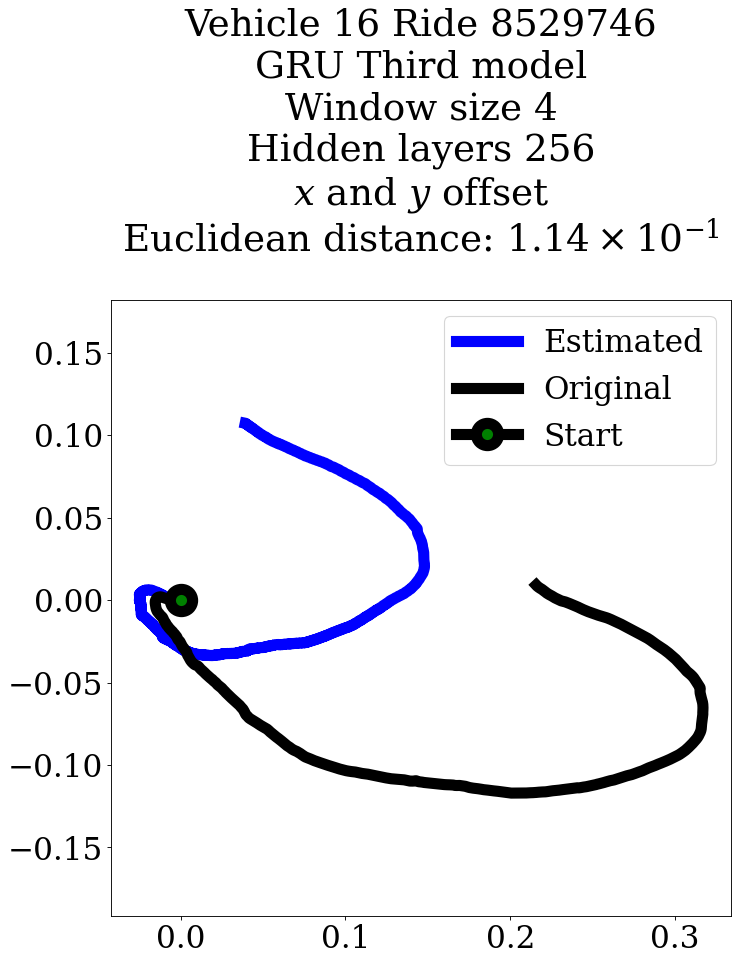 Vehicle 16 Ride 8529746
GRU Third model
Window size 4
Hidden layers 256
x and y offset
Euclidean distance: 1.14 × 10⁻¹
Estimated
Original
Start
0.15
0.10
0.05
0.00
−0.05
−0.10
−0.15
0.0 0.1 0.2 0.3